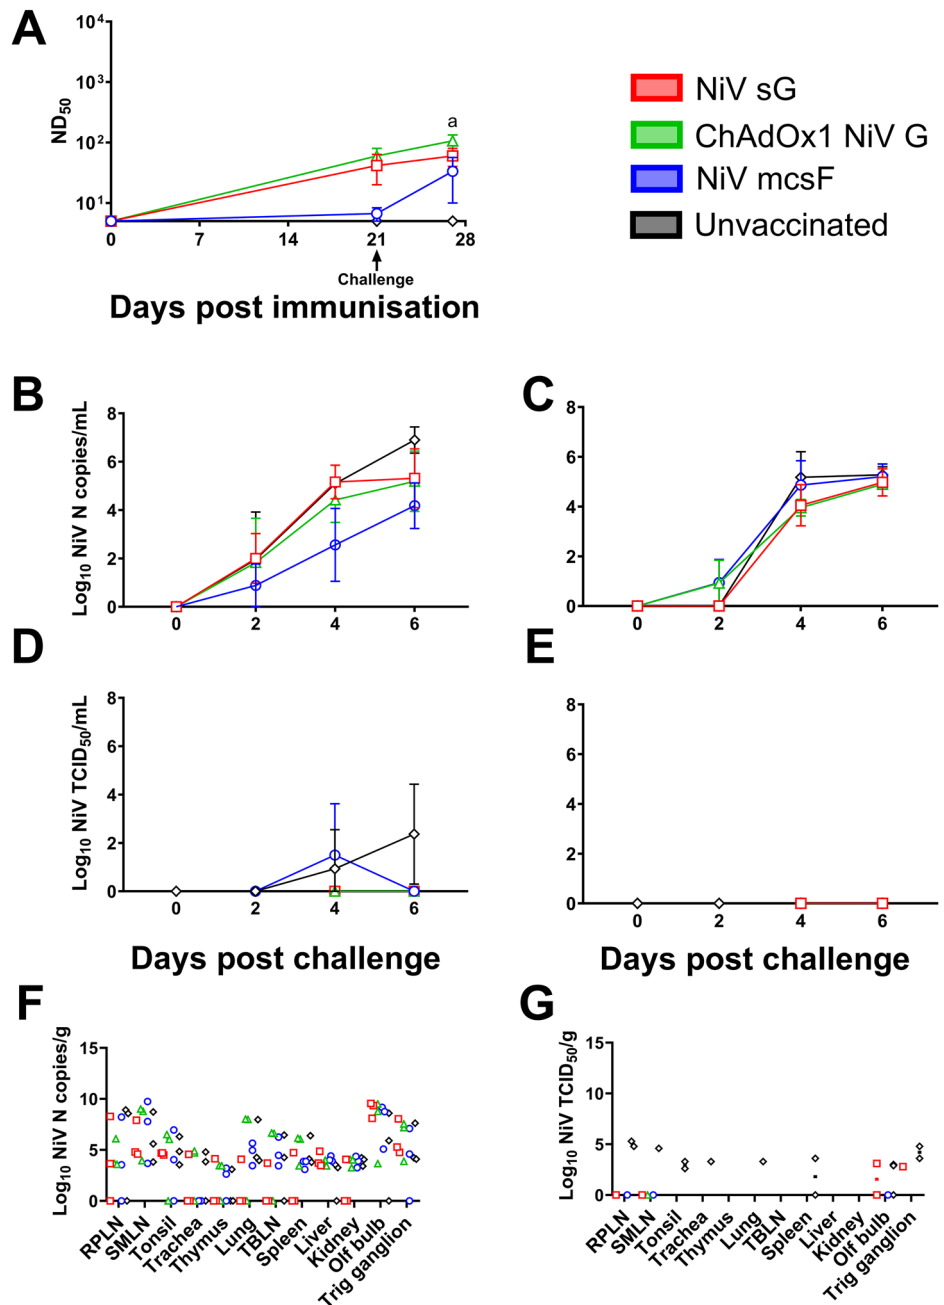 A
10⁴
10³
10²
10¹
ND₅₀
a
0 7 14 21 28
Challenge
Days post immunisation
NiV sG
ChAdOx1 NiV G
NiV mcsF
Unvaccinated
B
Log₁₀ NiV N copies/mL
8
6
4
2
0
0 2 4 6
C
8
6
4
2
0
0 2 4 6
D
Log₁₀ NiV TCID₅₀/mL
8
6
4
2
0
0 2 4 6
Days post challenge
E
8
6
4
2
0
0 2 4 6
Days post challenge
F
Log₁₀ NiV N copies/g
15
10
5
0
RPLN
SMLN
Tonsil
Trachea
Thymus
Lung
TBLN
Spleen
Liver
Kidney
Olf bulb
Trig ganglion
G
Log₁₀ NiV TCID₅₀/g
15
10
5
0
RPLN
SMLN
Tonsil
Trachea
Thymus
Lung
TBLN
Spleen
Liver
Kidney
Olf bulb
Trig ganglion